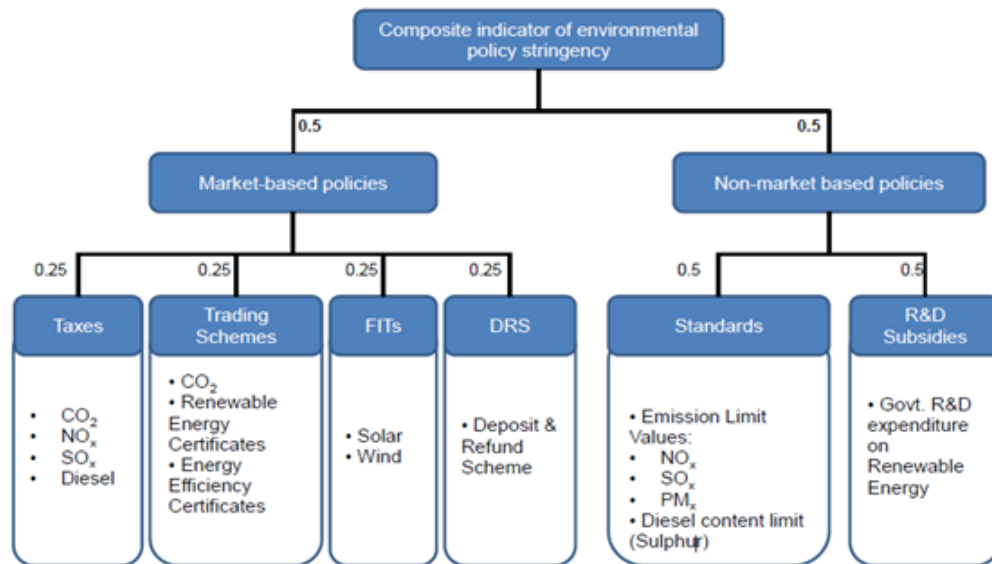 Composite indicator of environmental
policy stringency
0.5
0.5
Market-based policies
Non-market based policies
0.25
0.25
0.25
0.25
0.5
0.5
Taxes
• CO₂
• NOₓ
• SOₓ
• Diesel
Trading
Schemes
• CO₂
• Renewable
Energy
Certificates
• Energy
Efficiency
Certificates
FITs
• Solar
• Wind
DRS
• Deposit &
Refund
Scheme
Standards
• Emission Limit
Values:
• NOₓ
• SOₓ
• PMₓ
• Diesel content limit
(Sulphur)
R&D
Subsidies
• Govt. R&D
expenditure
on
Renewable
Energy